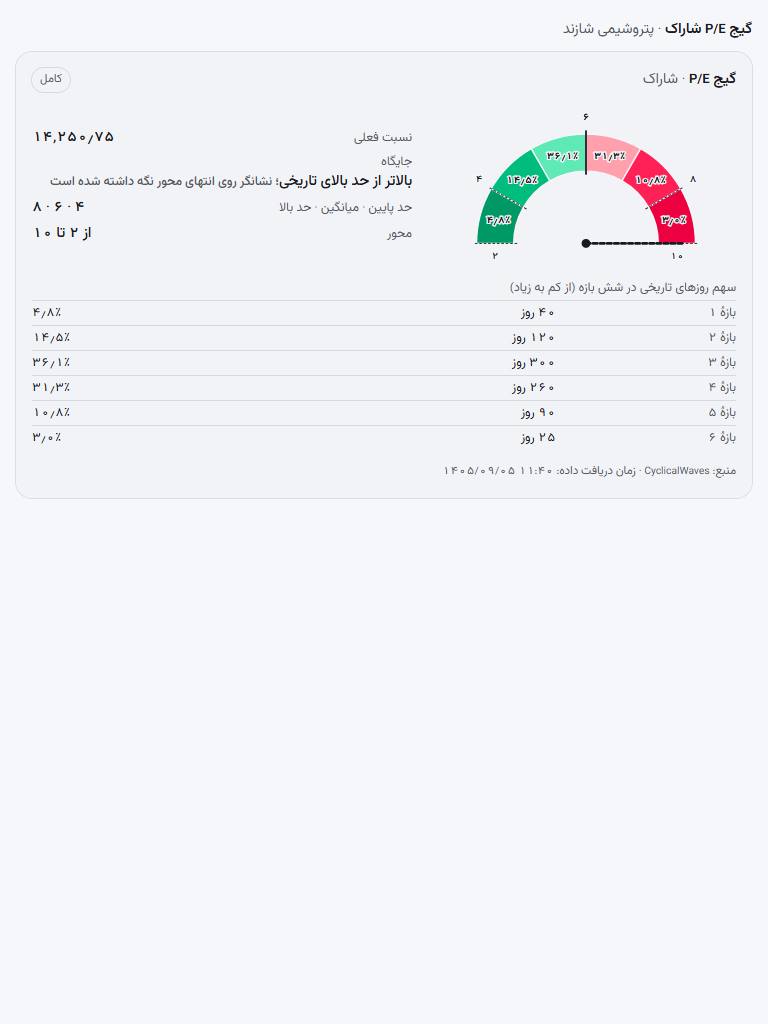 گیج P/E شاراک · پتروشیمی شازند
گیج P/E · شاراک
کامل
۶
۳۶٫۱٪
۳۱٫۳٪
۴
۱۴٫۵٪
۱۰٫۸٪
۸
۴٫۸٪
۳٫۰٪
۲
۱۰
نسبت فعلی
۱۴,۲۵۰٫۷۵
جایگاه
بالاتر از حد بالای تاریخی؛ نشانگر روی انتهای محور نگه داشته شده است
حد پایین · میانگین · حد بالا
۴ · ۶ · ۸
محور
از ۲ تا ۱۰
سهم روزهای تاریخی در شش بازه (از کم به زیاد)
بازهٔ ۱ ۴۰ روز ۴٫۸٪
بازهٔ ۲ ۱۲۰ روز ۱۴٫۵٪
بازهٔ ۳ ۳۰۰ روز ۳۶٫۱٪
بازهٔ ۴ ۲۶۰ روز ۳۱٫۳٪
بازهٔ ۵ ۹۰ روز ۱۰٫۸٪
بازهٔ ۶ ۲۵ روز ۳٫۰٪
منبع: CyclicalWaves · زمان دریافت داده: ۱۱:۴۰ ۱۴۰۵/۰۹/۰۵